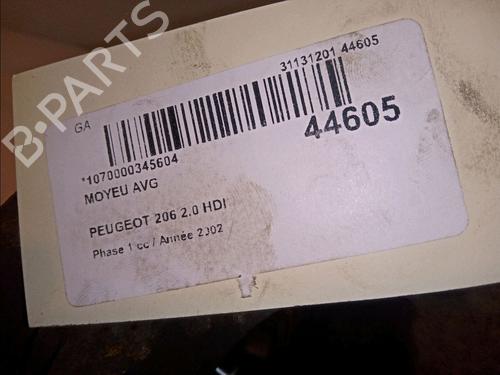 B-PARTS
GA
31131201 44605
44605
*1070000345604
MOYEU AVG
PEUGEOT 206 2.0 HDI
Phase 1 cc / Année 2002